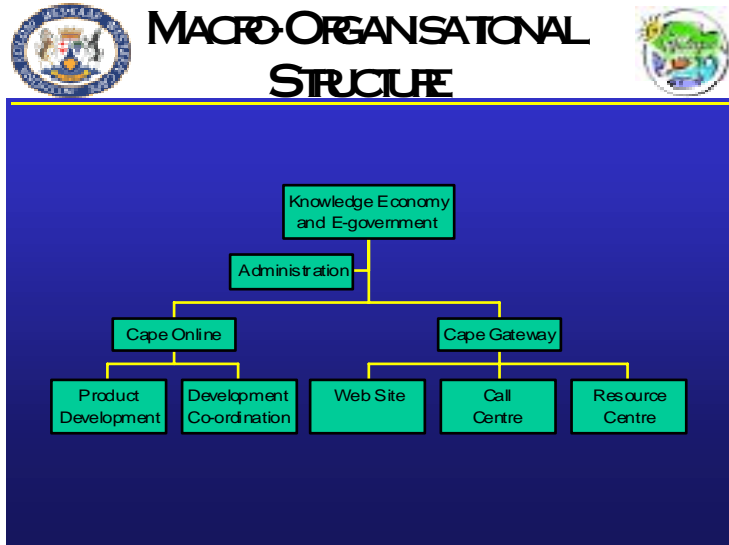 MACRO-ORGANISATIONAL
STRUCTURE
Knowledge Economy
and E-government
Administration
Cape Online
Cape Gateway
Product
Development
Development
Co-ordination
Web Site
Call
Centre
Resource
Centre